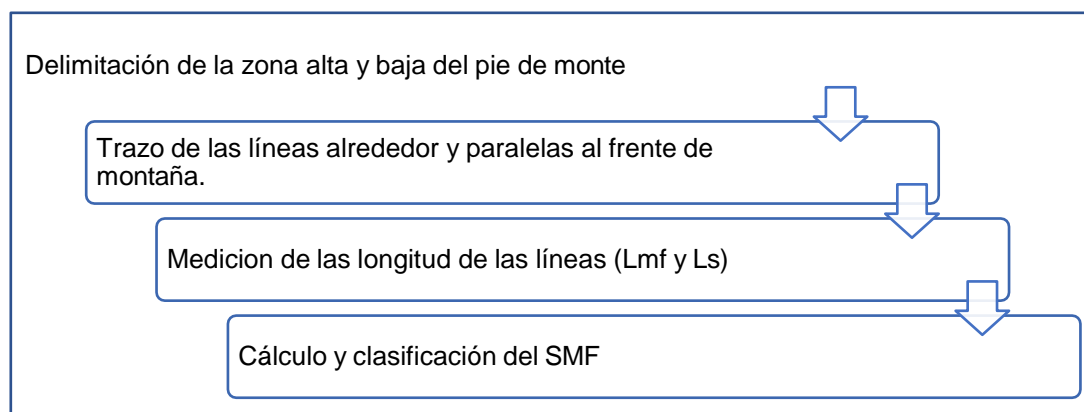 Delimitación de la zona alta y baja del pie de monte
Trazo de las líneas alrededor y paralelas al frente de
montaña.
Medicion de las longitud de las líneas (Lmf y Ls)
Cálculo y clasificación del SMF